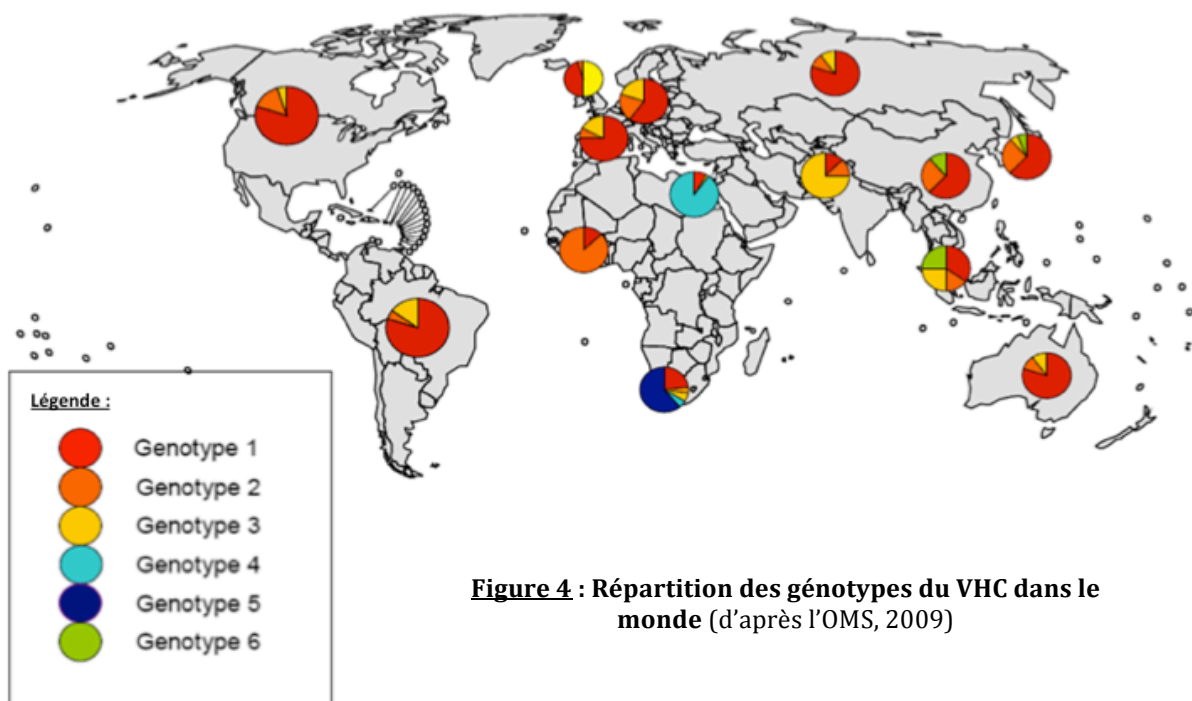 Légende :
Genotype 1
Genotype 2
Genotype 3
Genotype 4
Genotype 5
Genotype 6
Figure 4 : Répartition des génotypes du VHC dans le
monde (d’après l’OMS, 2009)